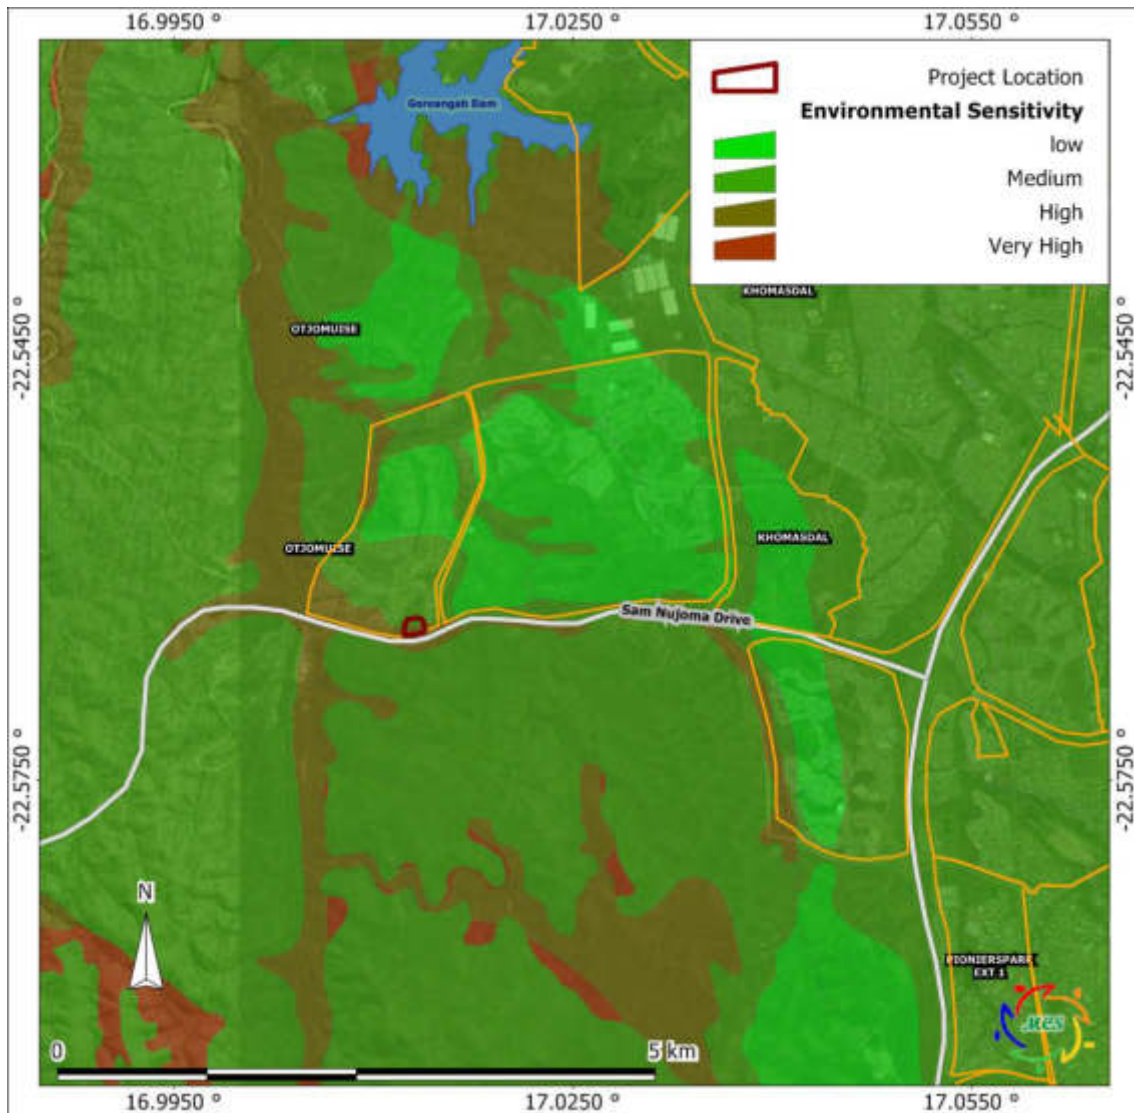 16.9950 °
17.0250 °
17.0550 °
Project Location
Environmental Sensitivity
low
Medium
High
Very High
Goreangab Dam
KHOMASDAL
OTJOMUISE
-22.5450 °
-22.5450 °
OTJOMUISE
KHOMASDAL
Sam Nujoma Drive
-22.5750 °
-22.5750 °
N
PIONIERSPARK
EXT 1
0
5 km
16.9950 °
17.0250 °
17.0550 °